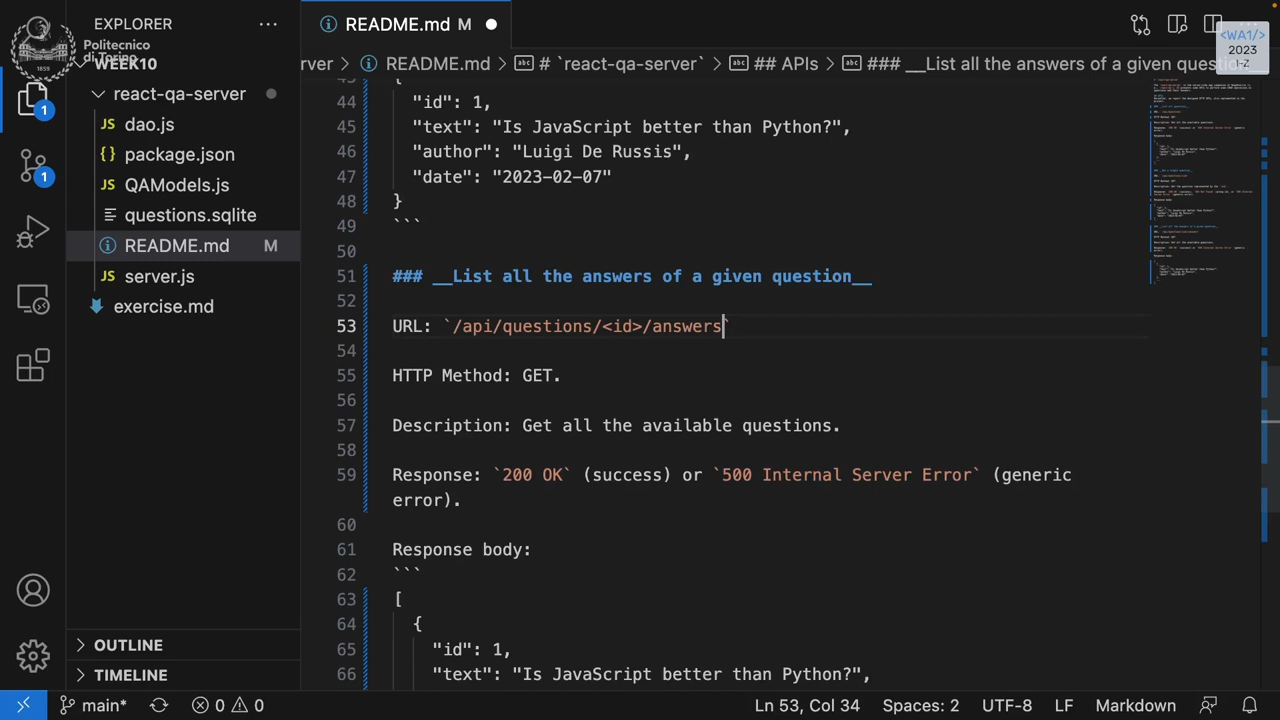 EXPLORER
README.md M
Politecnico
di Torino
1859
WEEK10
rver > README.md > # `react-qa-server` > ## APIs > ### __List all the answers of a given questio
<WA1/>
2023
react-qa-server
dao.js
package.json
QAModels.js
questions.sqlite
README.md M
server.js
exercise.md
1
1
44 "id": 1,
45 "text": "Is JavaScript better than Python?",
46 "author": "Luigi De Russis",
47 "date": "2023-02-07"
48 }
49 ```
50
51 ### __List all the answers of a given question__
52
53 URL: `/api/questions/<id>/answers`
54
55 HTTP Method: GET.
56
57 Description: Get all the available questions.
58
59 Response: `200 OK` (success) or `500 Internal Server Error` (generic
error).
60
61 Response body:
62 ```
63 [
64 {
65 "id": 1,
66 "text": "Is JavaScript better than Python?",
OUTLINE
TIMELINE
main* 0 0 Ln 53, Col 34 Spaces: 2 UTF-8 LF Markdown